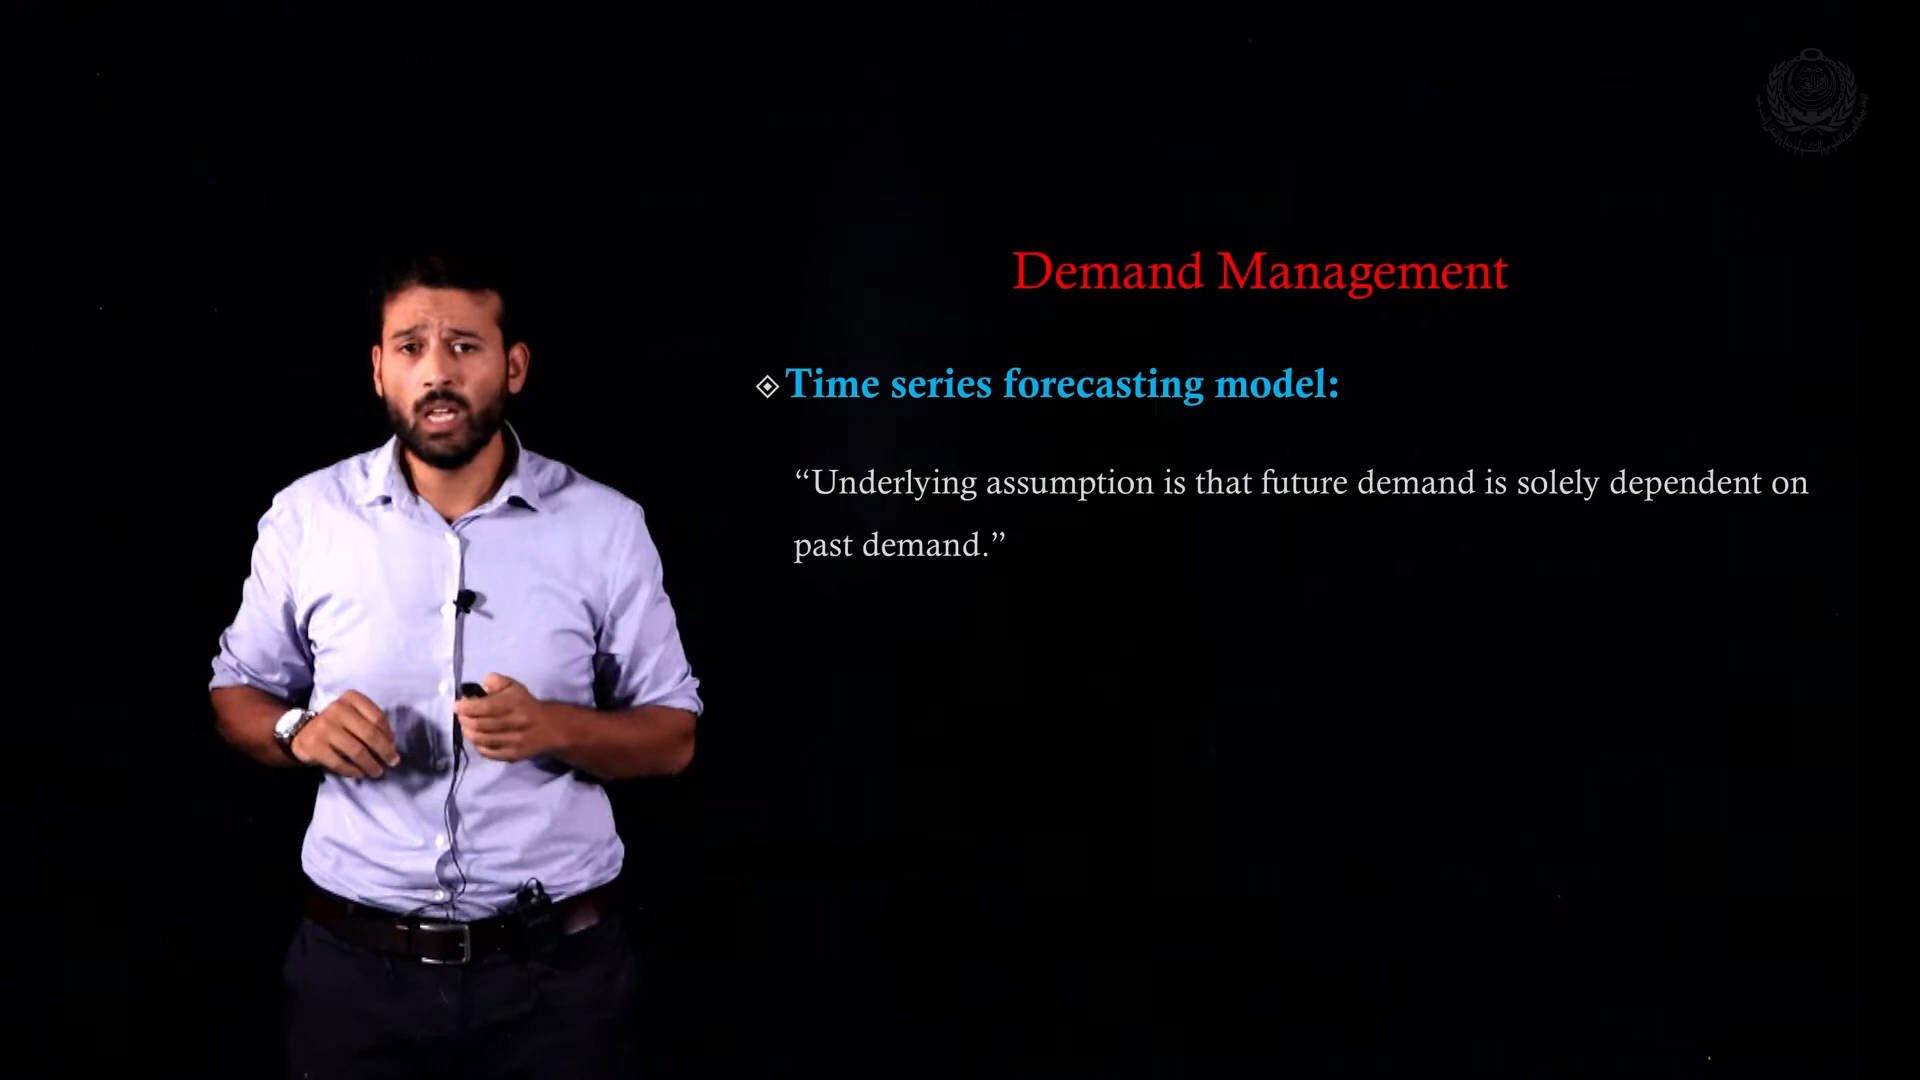 Demand Management
Time series forecasting model:
“Underlying assumption is that future demand is solely dependent on
past demand.”